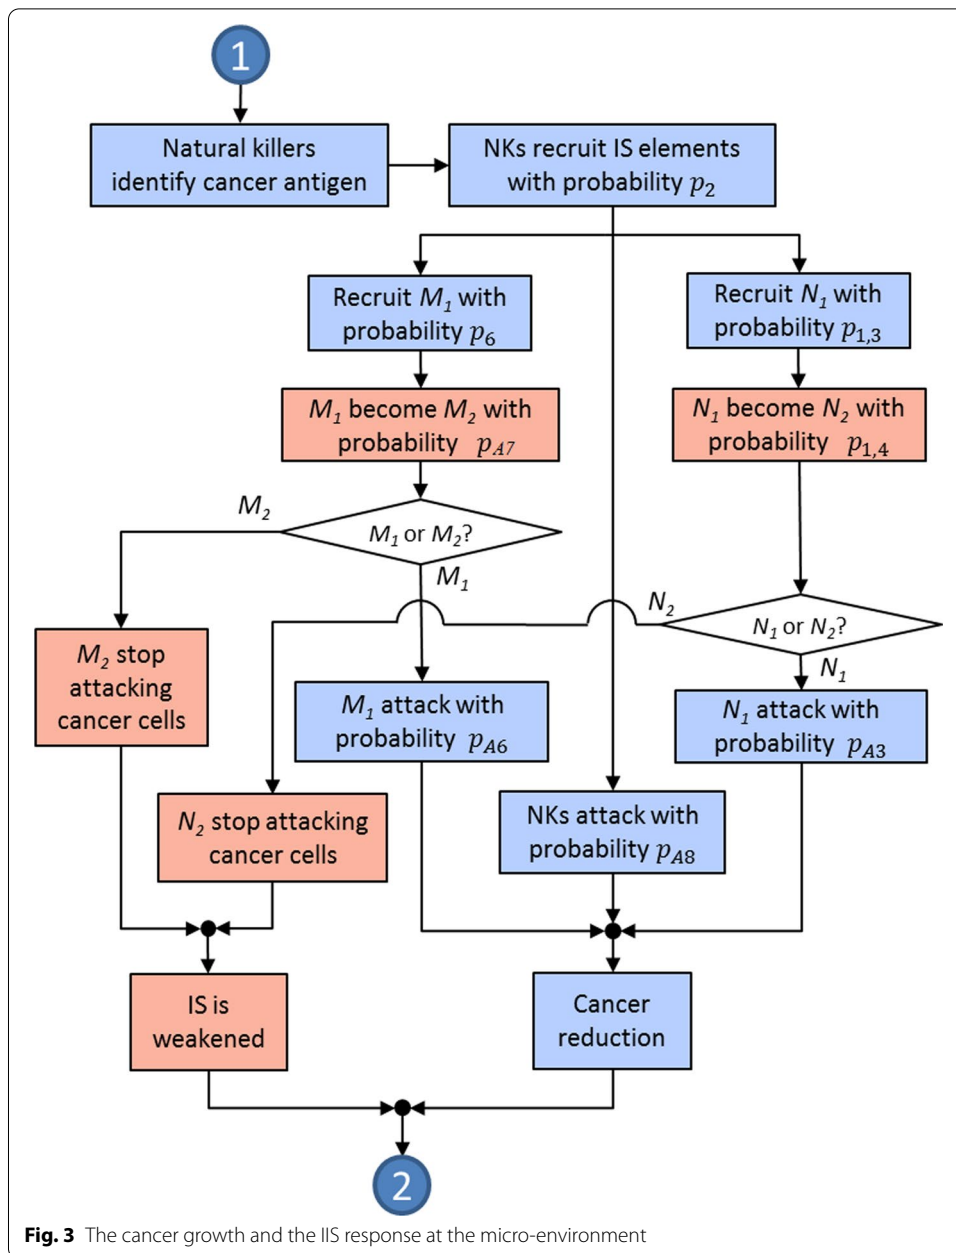 1
Natural killers
identify cancer antigen
NKs recruit IS elements
with probability p2
Recruit M1 with
probability p6
Recruit N1 with
probability p1,3
M1 become M2 with
probability pA7
N1 become N2 with
probability p1,4
M2
M1 or M2?
M1
N2
N1 or N2?
N1
M2 stop
attacking
cancer cells
M1 attack with
probability pA6
N1 attack with
probability pA3
N2 stop attacking
cancer cells
NKs attack with
probability pA8
IS is
weakened
Cancer
reduction
2
Fig. 3 The cancer growth and the IIS response at the micro-environment